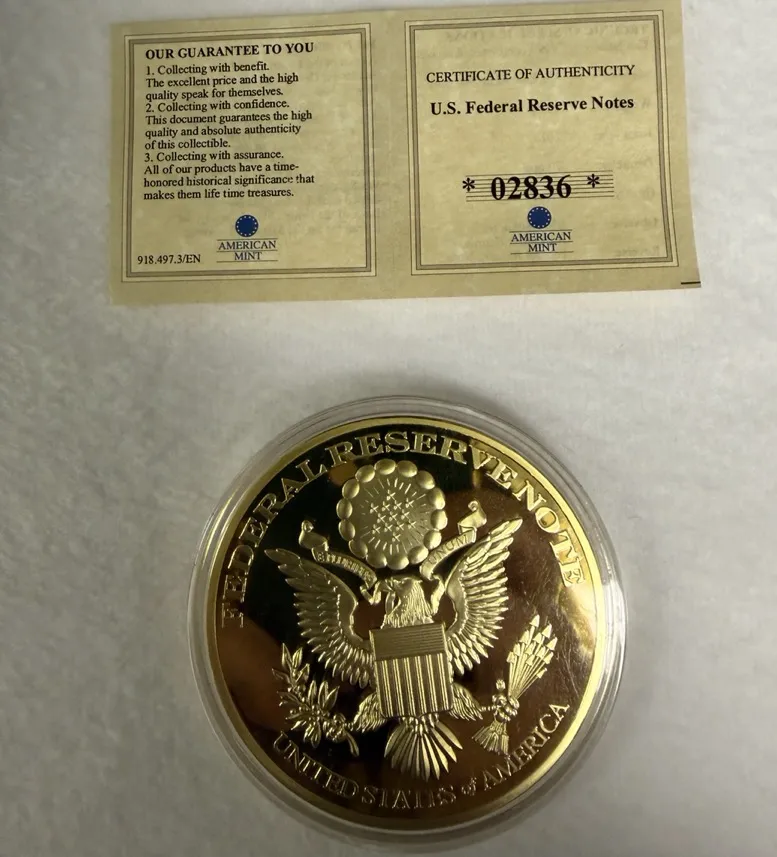 OUR GUARANTEE TO YOU
1. Collecting with benefit.
The excellent price and the high
quality speak for themselves.
2. Collecting with confidence.
This document guarantees the high
quality and absolute authenticity
of this collectible.
3. Collecting with assurance.
All of our products have a time-
honored historical significance that
makes them life time treasures.
AMERICAN
MINT
918.497.3/EN
CERTIFICATE OF AUTHENTICITY
U.S. Federal Reserve Notes
* 02836 *
AMERICAN
MINT
FEDERAL RESERVE NOTE
E PLURIBUS UNUM
UNITED STATES of AMERICA